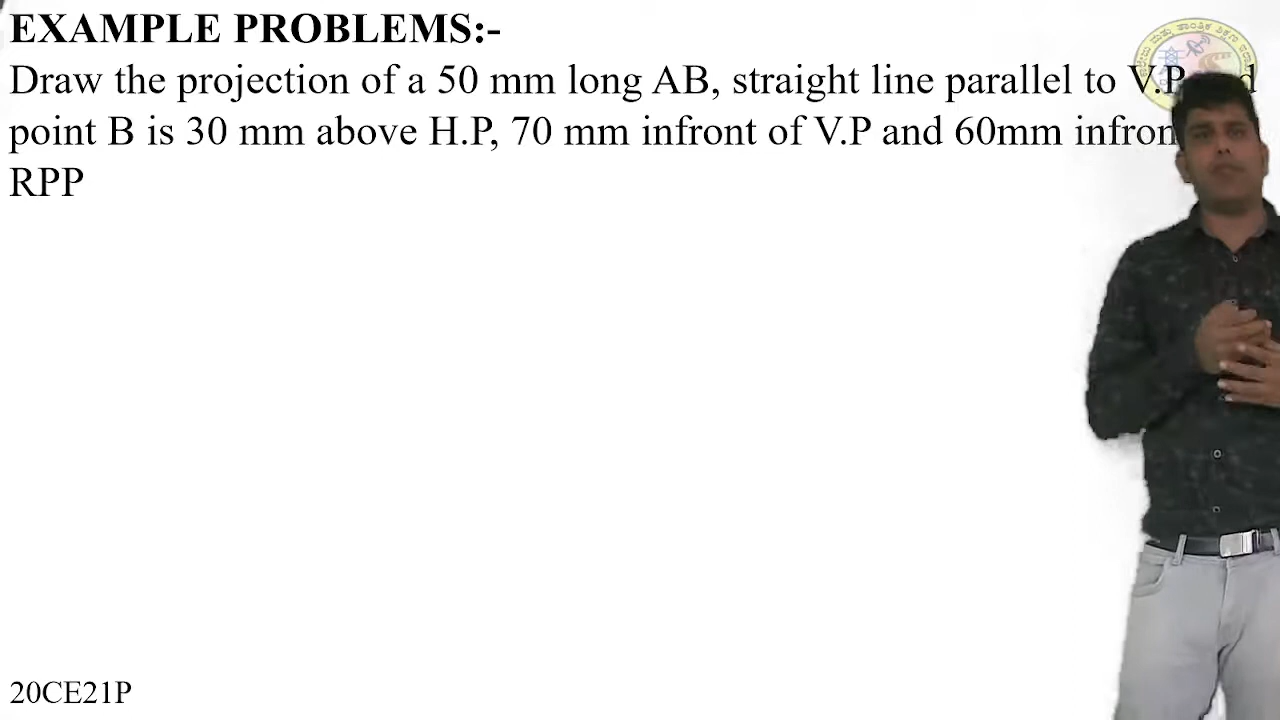 EXAMPLE PROBLEMS:-
Draw the projection of a 50 mm long AB, straight line parallel to V.P
point B is 30 mm above H.P, 70 mm infront of V.P and 60mm
RPP
20CE21P